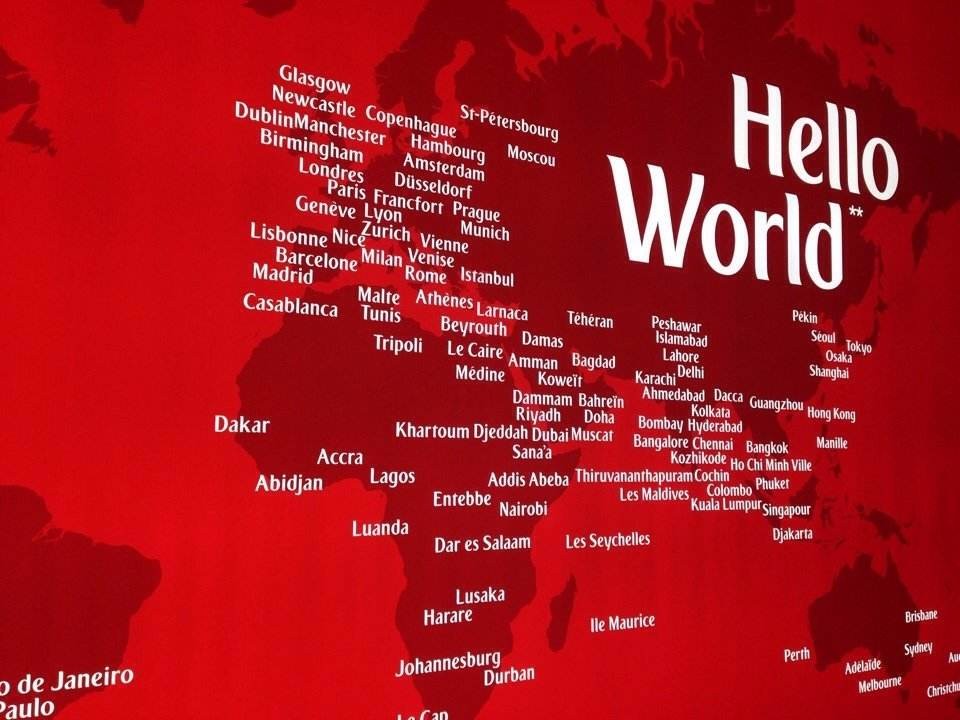 Hello
World**
Glasgow
Newcastle Copenhague St-Pétersbourg
Dublin Manchester Hambourg Moscou
Birmingham Amsterdam
Londres Düsseldorf
Paris Francfort Prague
Genève Lyon Munich
Lisbonne Nice Zurich Vienne
Barcelone Milan Venise
Madrid Rome Istanbul
Casablanca Malte Athènes Larnaca
Tunis Beyrouth Damas Téhéran Peshawar Pékin
Islamabad Séoul Tokyo
Tripoli Le Caire Amman Bagdad Lahore Osaka
Médine Koweït Karachi Delhi Shanghai
Dammam Bahreïn Ahmedabad Dacca Guangzhou Hong Kong
Riyadh Doha Kolkata
Dakar Khartoum Djeddah Dubai Muscat Bombay Hyderabad
Sana'a Bangalore Chennai Bangkok Manille
Accra Kozhikode Ho Chi Minh Ville
Abidjan Lagos Addis Abeba Thiruvananthapuram Cochin Phuket
Entebbe Nairobi Les Maldives Colombo
Kuala Lumpur Singapour
Luanda Dar es Salaam Les Seychelles Djakarta
Lusaka
Harare Ile Maurice Brisbane
Johannesburg Perth Adélaïde Sydney
Durban Melbourne
o de Janeiro
Paulo